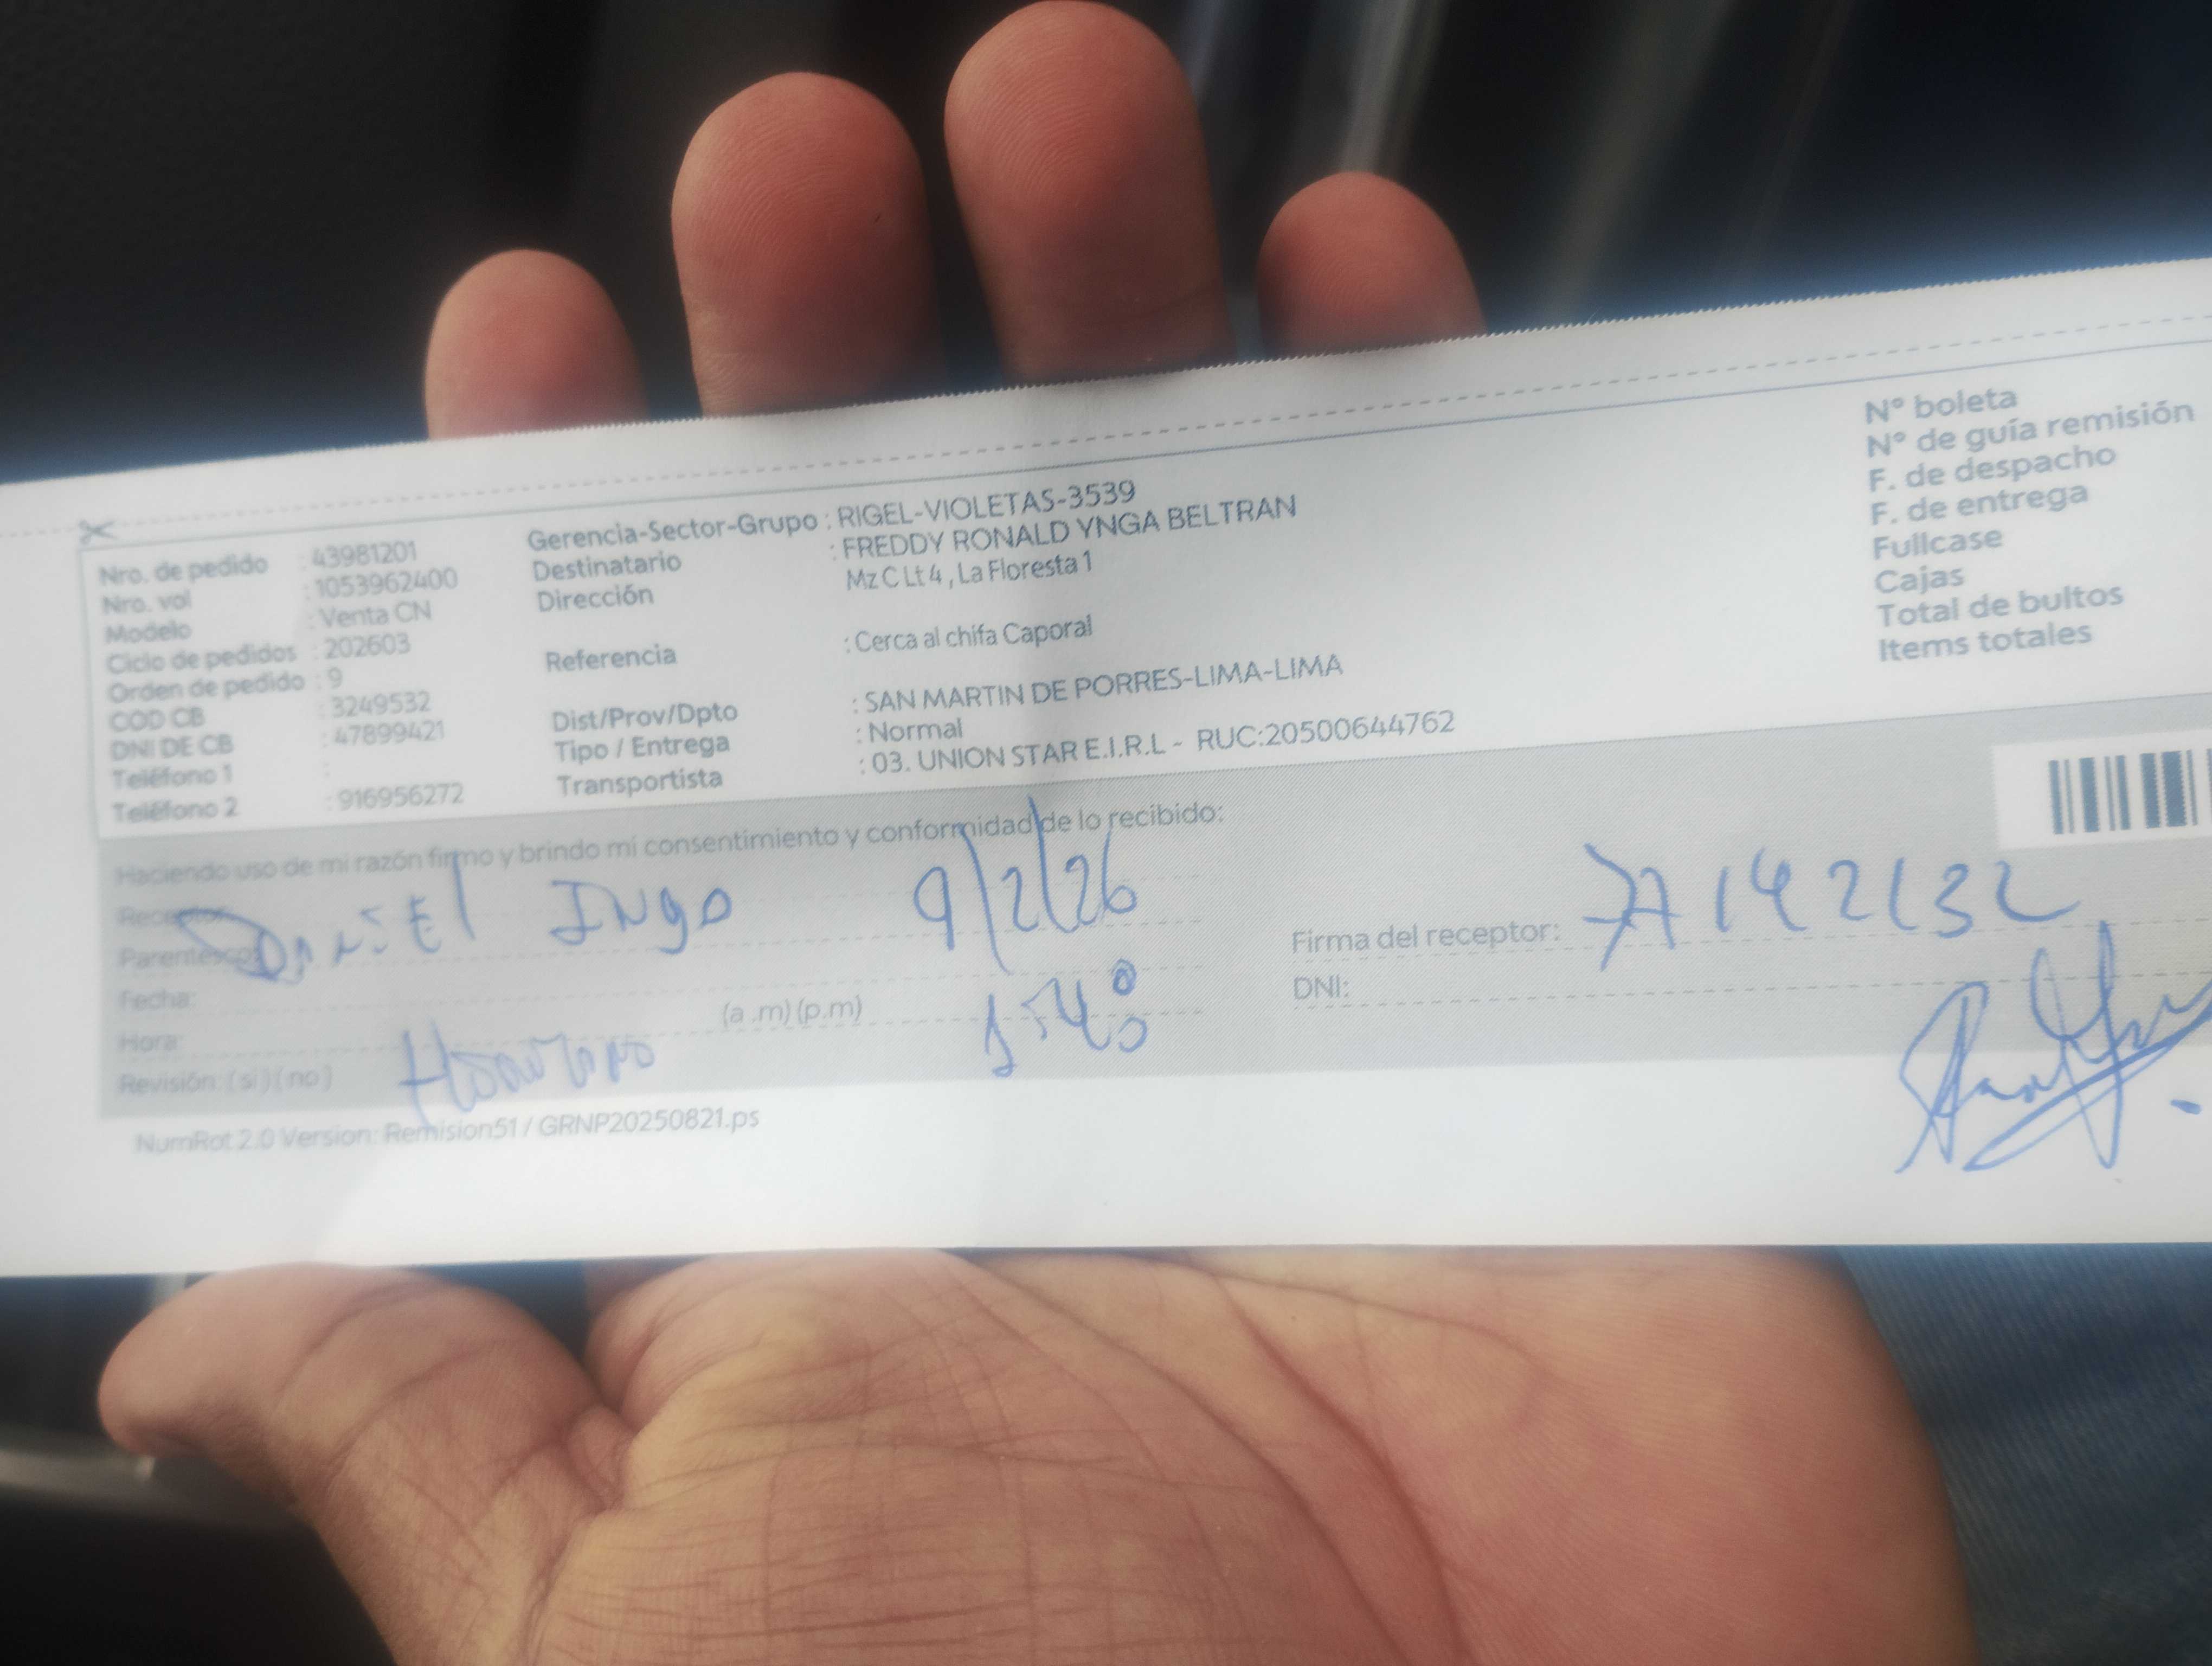 Nro. de pedido : 43981201
Nro. vol : 1053962400
Modelo : Venta CN
Ciclo de pedidos : 202603
Orden de pedido : 9
COD CB : 3249532
DNI DE CB : 47899421
Teléfono 1 :
Teléfono 2 : 916956272
Gerencia-Sector-Grupo : RIGEL-VIOLETAS-3539
Destinatario : FREDDY RONALD YNGA BELTRAN
Dirección Mz C Lt 4 , La Floresta 1
Referencia : Cerca al chifa Caporal
Dist/Prov/Dpto : SAN MARTIN DE PORRES-LIMA-LIMA
Tipo / Entrega : Normal
Transportista : 03. UNION STAR E.I.R.L - RUC:20500644762
N° boleta
N° de guía remisión
F. de despacho
F. de entrega
Fullcase
Cajas
Total de bultos
Items totales
Haciendo uso de mi razón firmo y brindo mi consentimiento y conformidad de lo recibido:
Receptor: 9/2/26
Parentesco:
Fecha:
Hora: (a .m) (p.m)
Revisión: ( si ) ( no )
Firma del receptor:
DNI:
NumRot 2.0 Version: Remision51 / GRNP20250821.ps